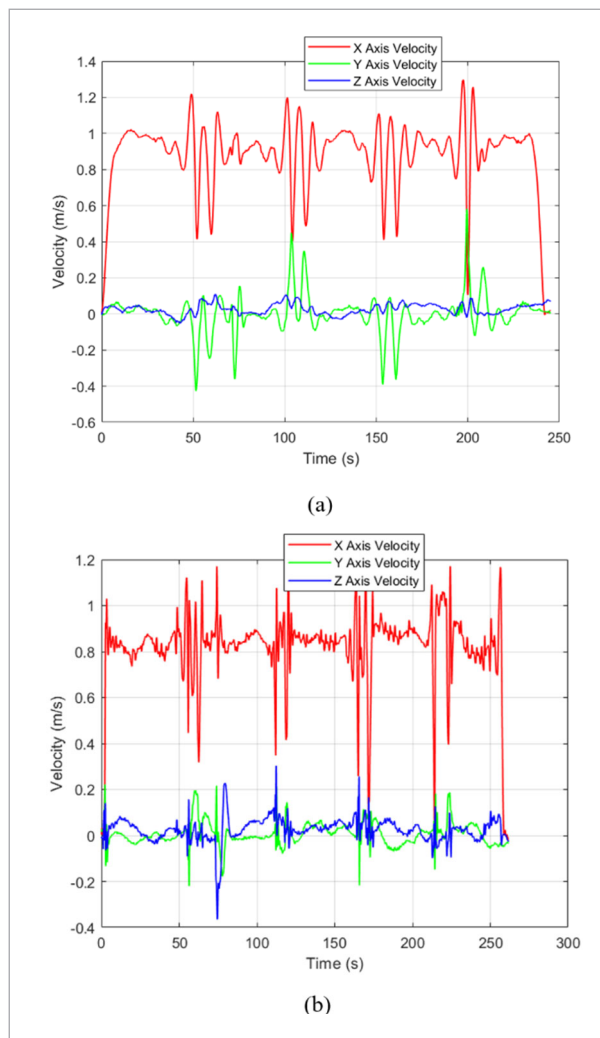 1.4
X Axis Velocity
Y Axis Velocity
Z Axis Velocity
1.2
1
0.8
0.6
0.4
0.2
0
-0.2
-0.4
-0.6
Velocity (m/s)
0 50 100 150 200 250
Time (s)
(a)
X Axis Velocity
Y Axis Velocity
Z Axis Velocity
1.2
1
0.8
0.6
0.4
0.2
0
-0.2
-0.4
Velocity (m/s)
0 50 100 150 200 250 300
Time (s)
(b)